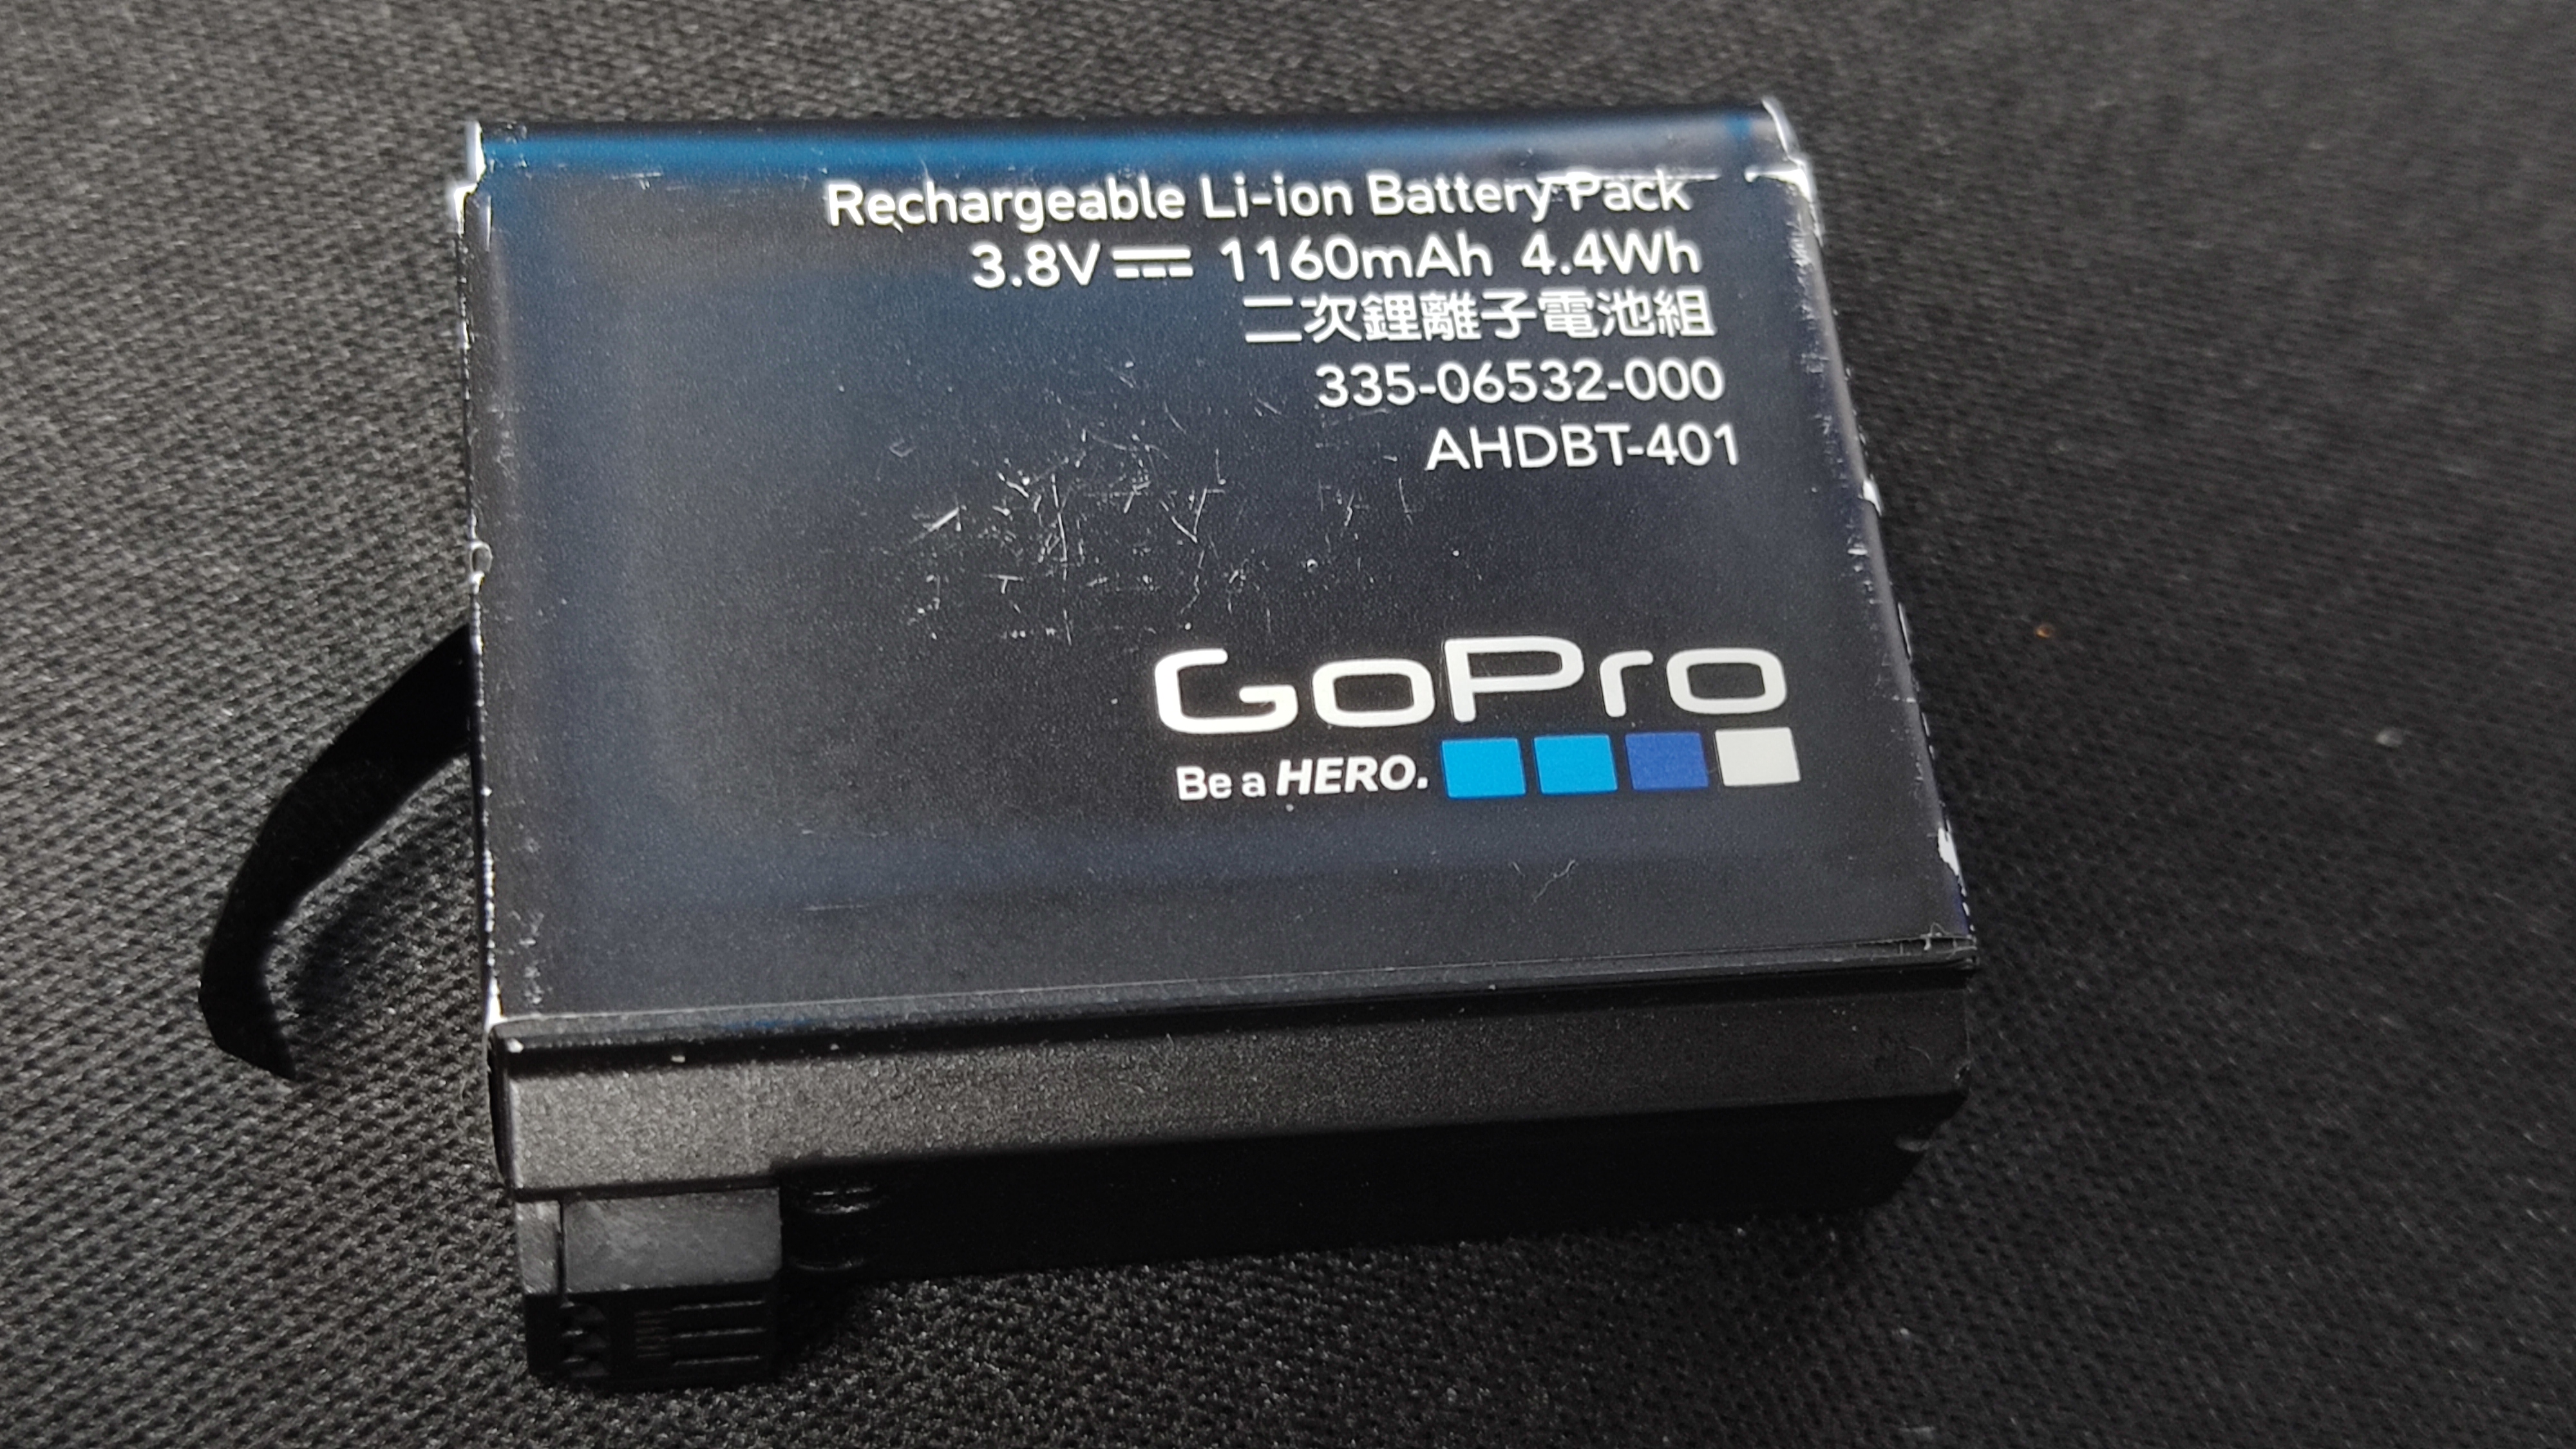 Rechargeable Li-ion Battery Pack
3.8V⎓ 1160mAh 4.4Wh
二次鋰離子電池組
335-06532-000
AHDBT-401
GoPro
Be a HERO.